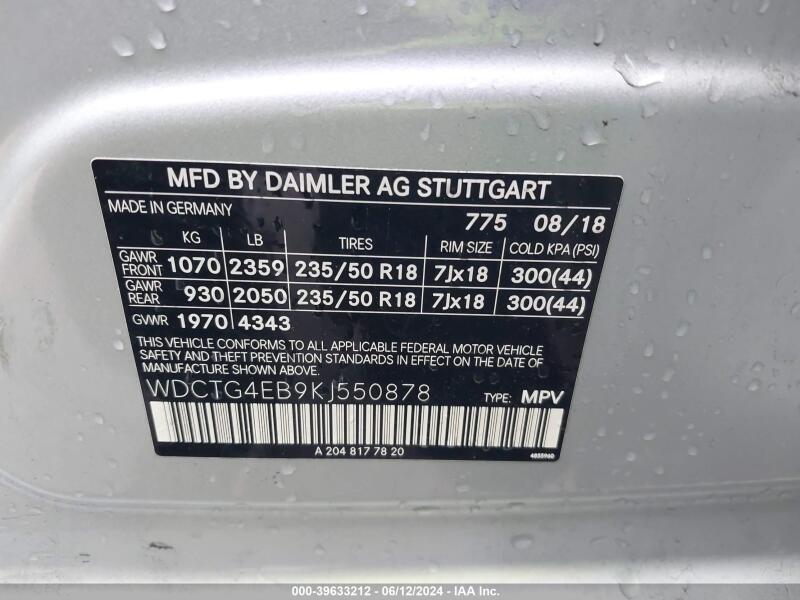 MFD BY DAIMLER AG STUTTGART
MADE IN GERMANY 775 08/18
KG LB TIRES RIM SIZE COLD KPA (PSI)
GAWR FRONT 1070 2359 235/50 R18 7Jx18 300(44)
GAWR REAR 930 2050 235/50 R18 7Jx18 300(44)
GVWR 1970 4343
THIS VEHICLE CONFORMS TO ALL APPLICABLE FEDERAL MOTOR VEHICLE
SAFETY AND THEFT PREVENTION STANDARDS IN EFFECT ON THE DATE
OF MANUFACTURE SHOWN ABOVE.
WDCTG4EB9KJ550878 TYPE: MPV
A 204 817 78 20 4855960
000-39633212 - 06/12/2024 - IAA Inc.